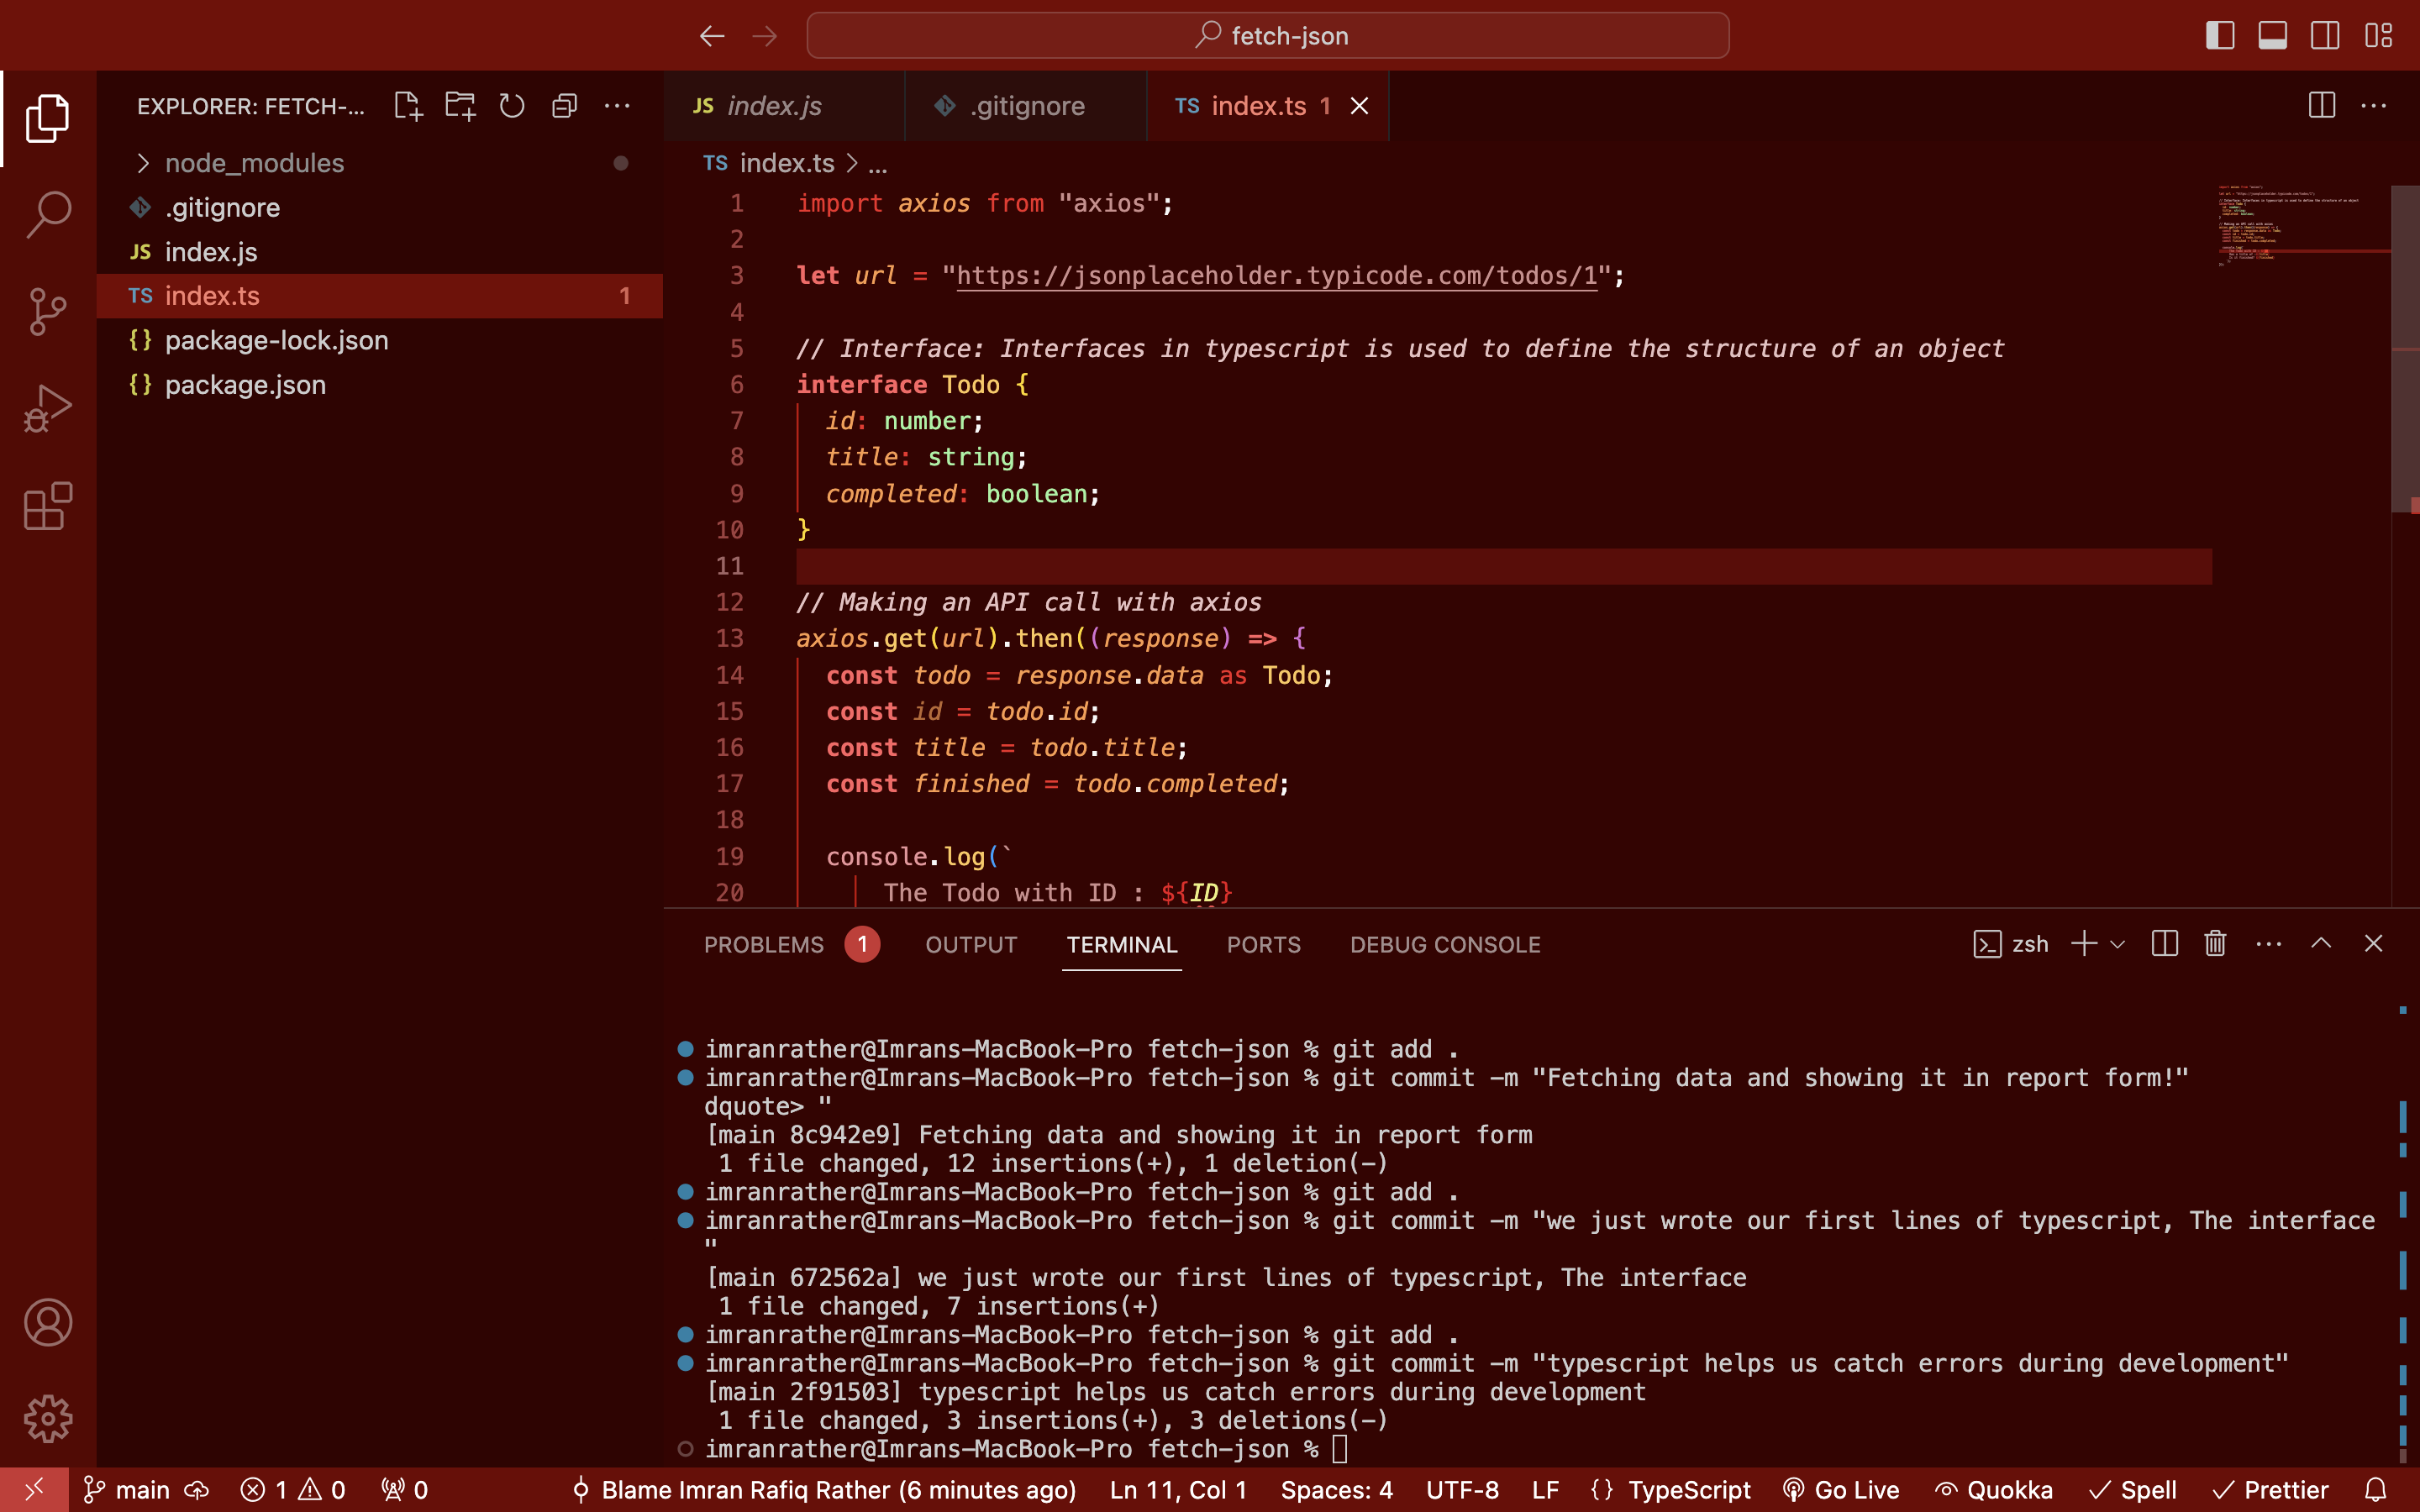 fetch-json
EXPLORER: FETCH-...
node_modules
.gitignore
JS index.js
TS index.ts 1
{} package-lock.json
{} package.json
JS index.js
.gitignore
TS index.ts 1
TS index.ts > ...
1 import axios from "axios";
2
3 let url = "https://jsonplaceholder.typicode.com/todos/1";
4
5 // Interface: Interfaces in typescript is used to define the structure of an object
6 interface Todo {
7 id: number;
8 title: string;
9 completed: boolean;
10 }
11
12 // Making an API call with axios
13 axios.get(url).then((response) => {
14 const todo = response.data as Todo;
15 const id = todo.id;
16 const title = todo.title;
17 const finished = todo.completed;
18
19 console.log(`
20 The Todo with ID : ${ID}
PROBLEMS 1 OUTPUT TERMINAL PORTS DEBUG CONSOLE zsh
imranrather@Imrans-MacBook-Pro fetch-json % git add .
imranrather@Imrans-MacBook-Pro fetch-json % git commit -m "Fetching data and showing it in report form!"
dquote> "
[main 8c942e9] Fetching data and showing it in report form
1 file changed, 12 insertions(+), 1 deletion(-)
imranrather@Imrans-MacBook-Pro fetch-json % git add .
imranrather@Imrans-MacBook-Pro fetch-json % git commit -m "we just wrote our first lines of typescript, The interface
"
[main 672562a] we just wrote our first lines of typescript, The interface
1 file changed, 7 insertions(+)
imranrather@Imrans-MacBook-Pro fetch-json % git add .
imranrather@Imrans-MacBook-Pro fetch-json % git commit -m "typescript helps us catch errors during development"
[main 2f91503] typescript helps us catch errors during development
1 file changed, 3 insertions(+), 3 deletions(-)
imranrather@Imrans-MacBook-Pro fetch-json %
main 1 0 0 Blame Imran Rafiq Rather (6 minutes ago) Ln 11, Col 1 Spaces: 4 UTF-8 LF {} TypeScript Go Live Quokka Spell Prettier